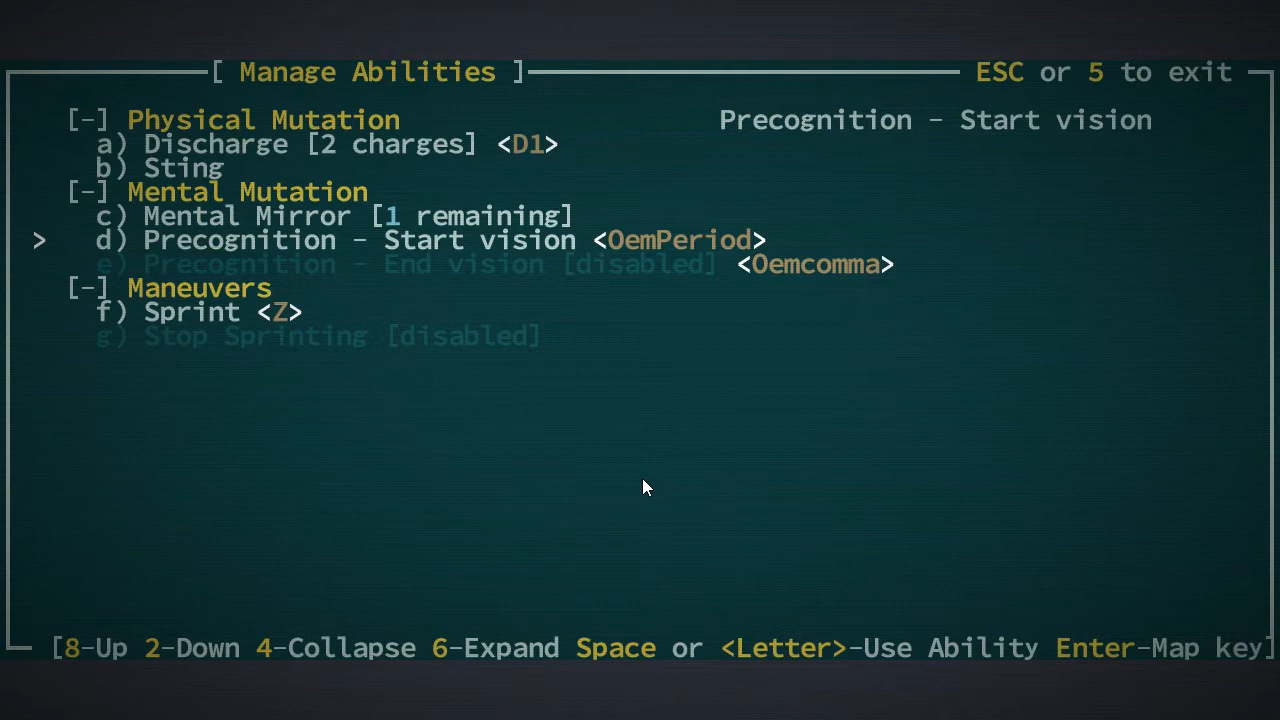 [ Manage Abilities ] ESC or 5 to exit
[-] Physical Mutation Precognition - Start vision
a) Discharge [2 charges] <D1>
b) Sting
[-] Mental Mutation
c) Mental Mirror [1 remaining]
> d) Precognition - Start vision <OemPeriod>
e) Precognition - End vision [disabled] <Oemcomma>
[-] Maneuvers
f) Sprint <Z>
g) Stop Sprinting [disabled]
[8-Up 2-Down 4-Collapse 6-Expand Space or <Letter>-Use Ability Enter-Map key]